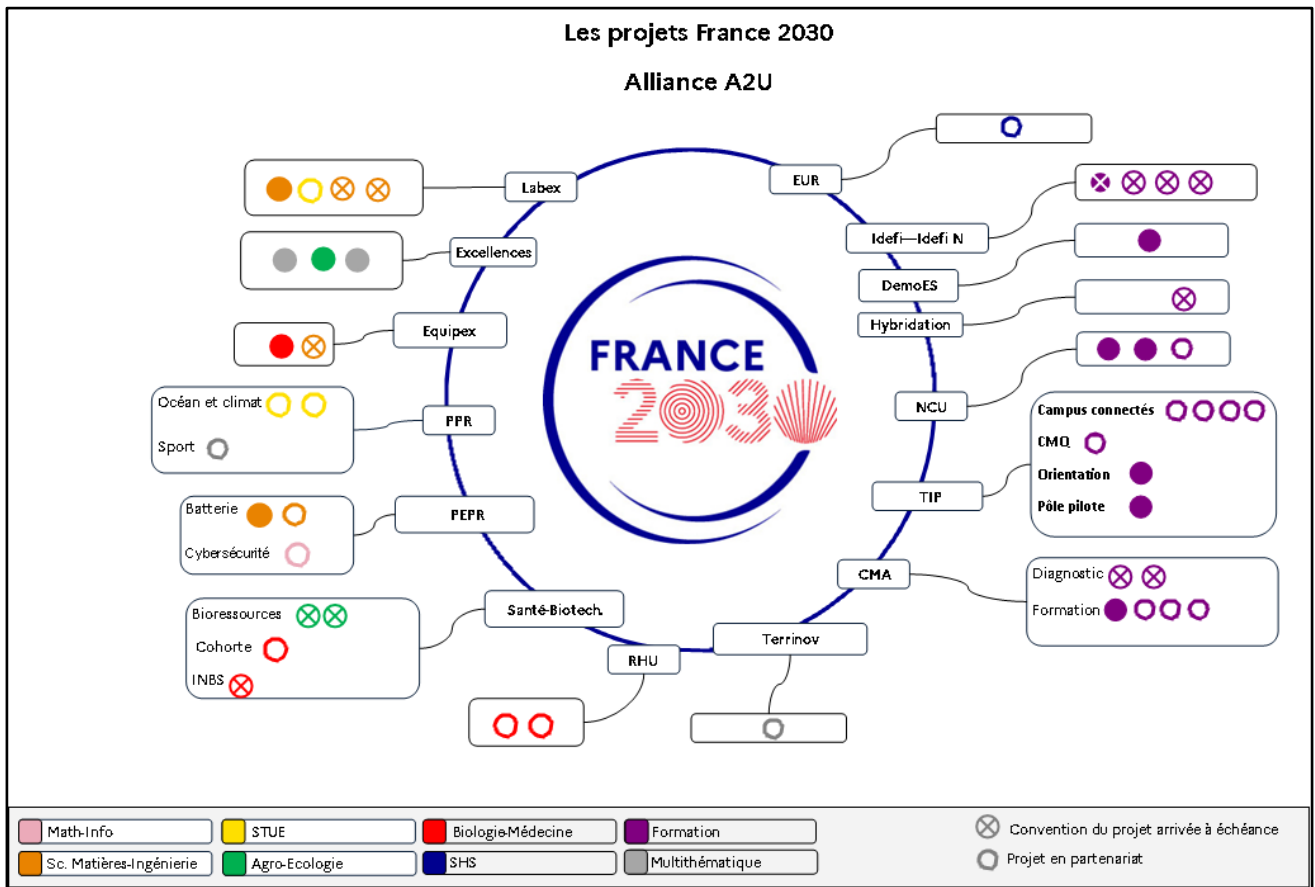 Les projets France 2030
Alliance A2U
EUR
Labex
Idefi—Idefi N
Excellences
DemoES
Hybridation
Equipex
FRANCE
2030
NCU
Océan et climat
Sport
PPR
Campus connectés
CMQ
Orientation
Pôle pilote
TIP
Batterie
Cybersécurité
PEPR
CMA
Diagnostic
Formation
Bioressources
Cohorte
INBS
Santé-Biotech.
Terrinov
RHU
Math-Info
STUE
Biologie-Médecine
Formation
Convention du projet arrivée à échéance
Sc. Matières-Ingénierie
Agro-Ecologie
SHS
Multithématique
Projet en partenariat